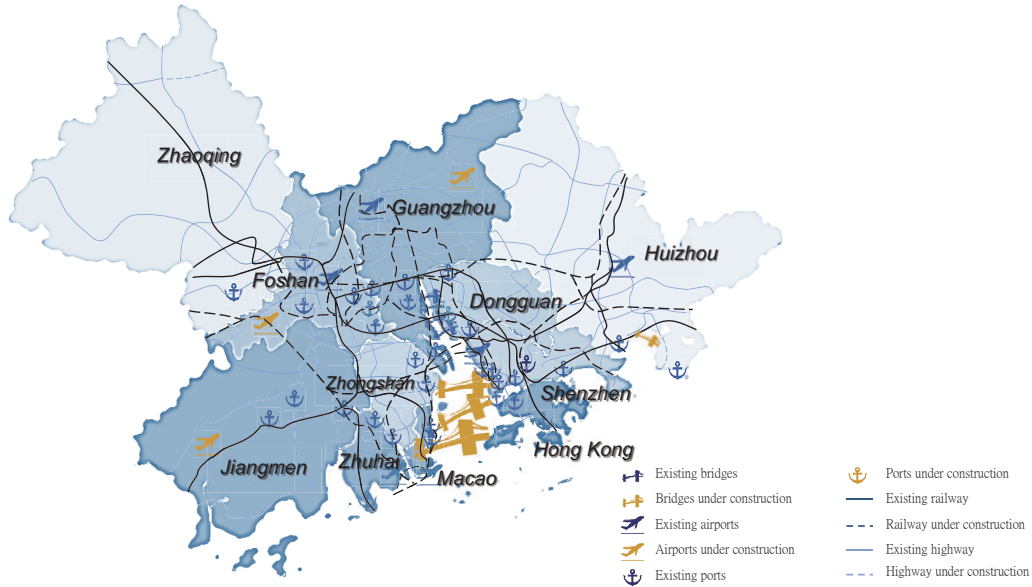 Zhaoqing
Guangzhou
Huizhou
Foshan
Dongguan
Zhongshan
Shenzhen
Hong Kong
Zhuhai
Jiangmen
Macao
Existing bridges
Bridges under construction
Existing airports
Airports under construction
Existing ports
Ports under construction
Existing railway
Railway under construction
Existing highway
Highway under construction